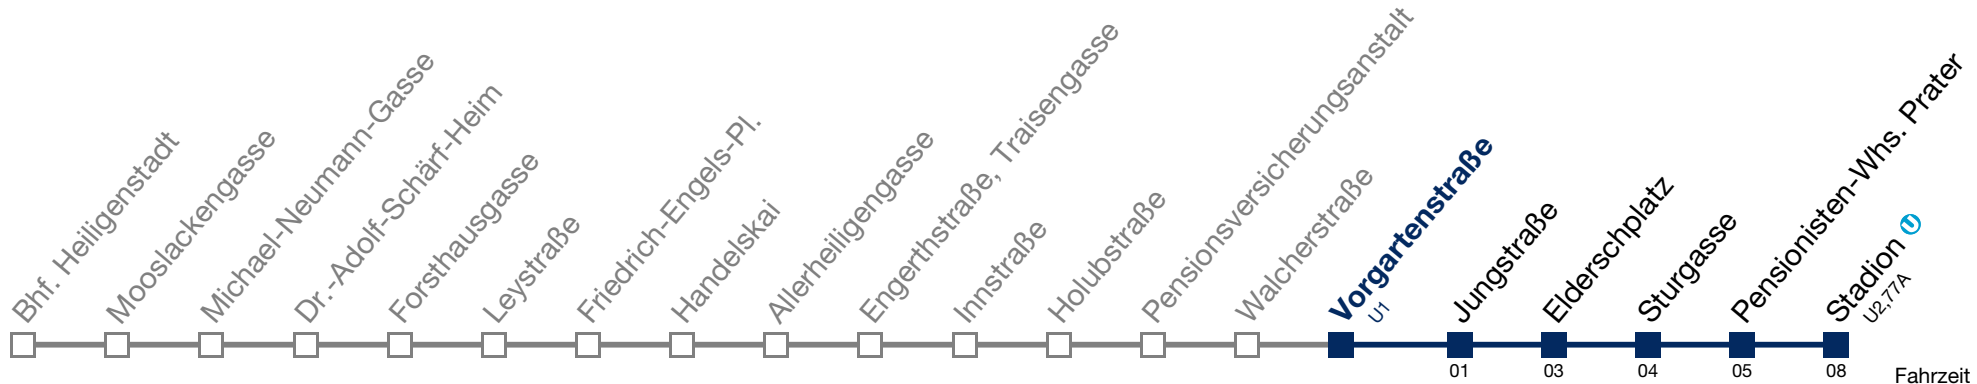 Bhf. Heiligenstadt
Mooslackengasse
Michael-Neumann-Gasse
Dr.-Adolf-Schärf-Heim
Forsthausgasse
Leystraße
Friedrich-Engels-Pl.
Handelskai
Allerheiligengasse
Engerthstraße, Traisengasse
Innstraße
Holubstraße
Pensionsversicherungsanstalt
Walcherstraße
Vorgartenstraße
U1
Jungstraße
Elderschplatz
Sturgasse
Pensionisten-Whs. Prater
Stadion U
U2,77A
01 03 04 05 08 Fahrzeit